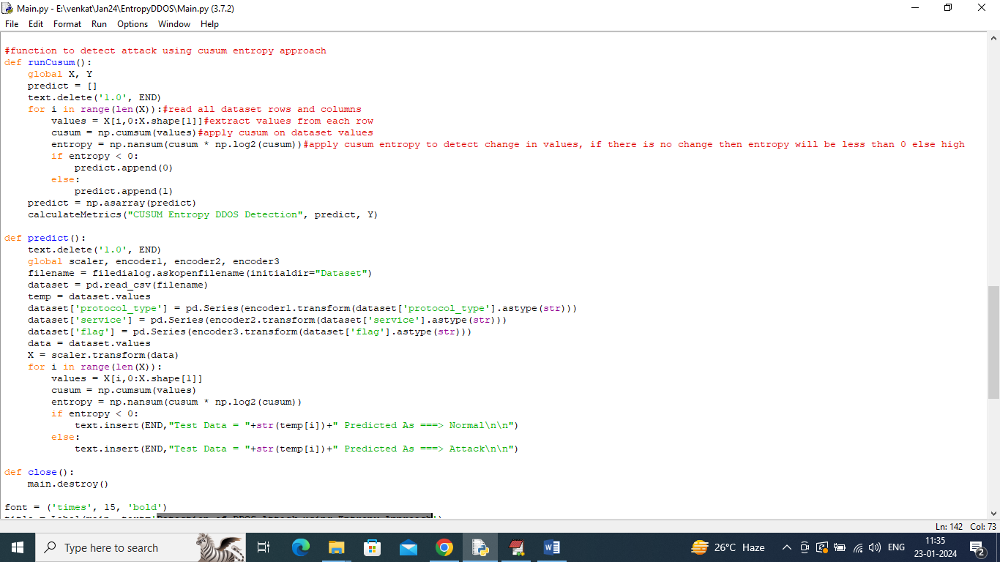 Main.py - E:\venkat\Jan24\EntropyDDOS\Main.py (3.7.2)
File Edit Format Run Options Window Help
#function to detect attack using cusum entropy approach
def runCusum():
    global X, Y
    predict = []
    text.delete('1.0', END)
    for i in range(len(X)):#read all dataset rows and columns
        values = X[i,0:X.shape[1]]#extract values from each row
        cusum = np.cumsum(values)#apply cusum on dataset values
        entropy = np.nansum(cusum * np.log2(cusum))#apply cusum entropy to detect change in values, if there is no change then entropy will be less than 0 else high
        if entropy < 0:
            predict.append(0)
        else:
            predict.append(1)
    predict = np.asarray(predict)
    calculateMetrics("CUSUM Entropy DDOS Detection", predict, Y)
def predict():
    text.delete('1.0', END)
    global scaler, encoder1, encoder2, encoder3
    filename = filedialog.askopenfilename(initialdir="Dataset")
    dataset = pd.read_csv(filename)
    temp = dataset.values
    dataset['protocol_type'] = pd.Series(encoder1.transform(dataset['protocol_type'].astype(str)))
    dataset['service'] = pd.Series(encoder2.transform(dataset['service'].astype(str)))
    dataset['flag'] = pd.Series(encoder3.transform(dataset['flag'].astype(str)))
    data = dataset.values
    X = scaler.transform(data)
    for i in range(len(X)):
        values = X[i,0:X.shape[1]]
        cusum = np.cumsum(values)
        entropy = np.nansum(cusum * np.log2(cusum))
        if entropy < 0:
            text.insert(END,"Test Data = "+str(temp[i])+" Predicted As ===> Normal\n\n")
        else:
            text.insert(END,"Test Data = "+str(temp[i])+" Predicted As ===> Attack\n\n")
def close():
    main.destroy()
font = ('times', 15, 'bold')
title = Label(main, text='Detection of DDOS Attack using Entropy Approach')
Ln: 142 Col: 73
Type here to search
26°C Haze
ENG
11:35
23-01-2024
2